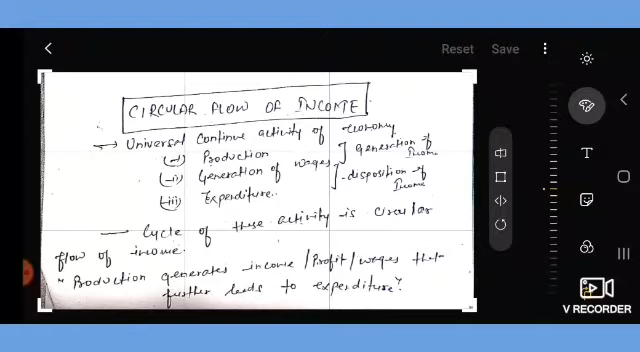 Reset Save
CIRCULAR FLOW OF INCOME
→ Universal continue activity of economy
(i) Production ] generation of Income
(ii) Generation of wages
(iii) Expenditure. ] - disposition of Income
— Cycle of these activity is circular
flow of income.
"Production generates income / Profit / wages that
further leads to expenditure"
T
V RECORDER